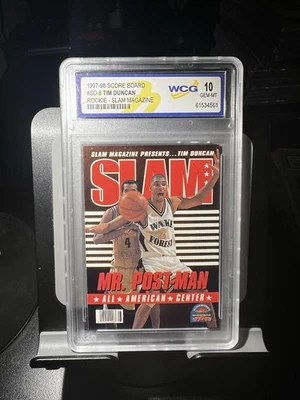 1997-98 SCORE BOARD
#SD-8 TIM DUNCAN
ROOKIE - SLAM MAGAZINE
WCG
10
GEM-MT
61534561
SLAM MAGAZINE PRESENTS...TIM DUNCAN
SLAM
4
WAKE
FOREST
MR. POST MAN
★ ALL ★ AMERICAN ★ CENTER ★